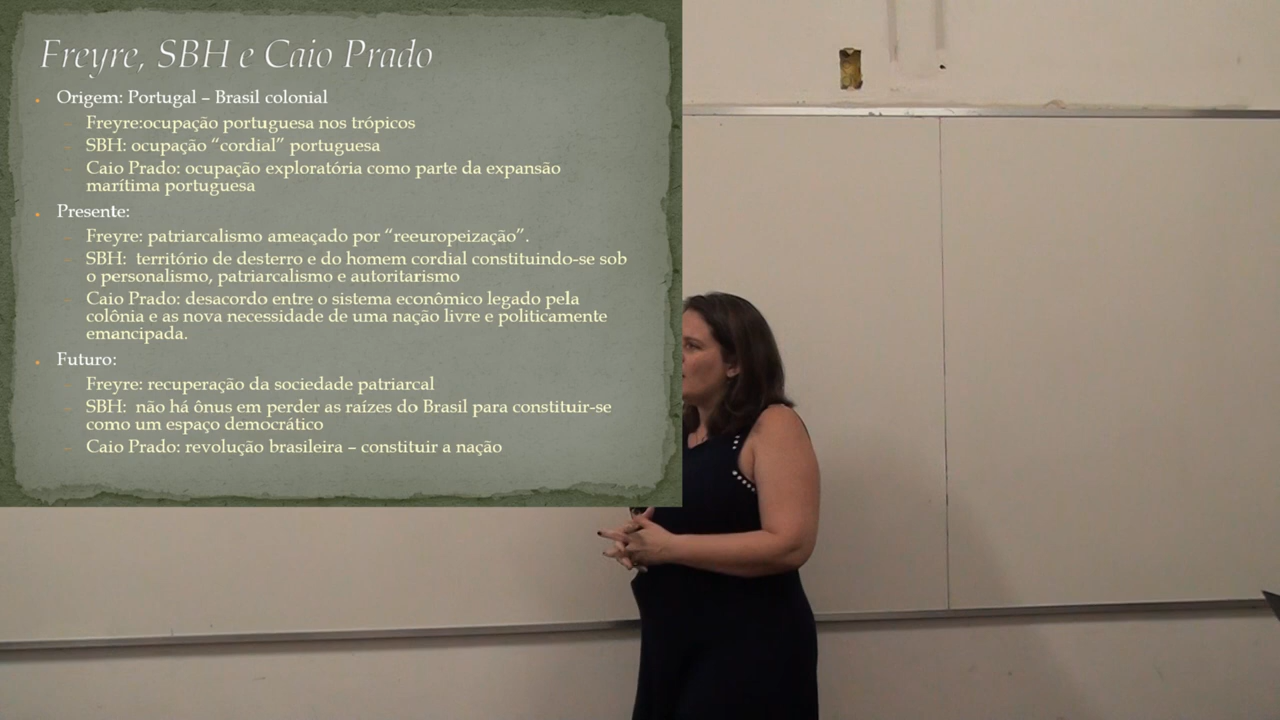 Freyre, SBH e Caio Prado
Origem: Portugal – Brasil colonial
Freyre:ocupação portuguesa nos trópicos
SBH: ocupação “cordial” portuguesa
Caio Prado: ocupação exploratória como parte da expansão
marítima portuguesa
Presente:
Freyre: patriarcalismo ameaçado por “reeuropeização”.
SBH: território de desterro e do homem cordial constituindo-se sob
o personalismo, patriarcalismo e autoritarismo
Caio Prado: desacordo entre o sistema econômico legado pela
colônia e as nova necessidade de uma nação livre e politicamente
emancipada.
Futuro:
Freyre: recuperação da sociedade patriarcal
SBH: não há ônus em perder as raízes do Brasil para constituir-se
como um espaço democrático
Caio Prado: revolução brasileira – constituir a nação